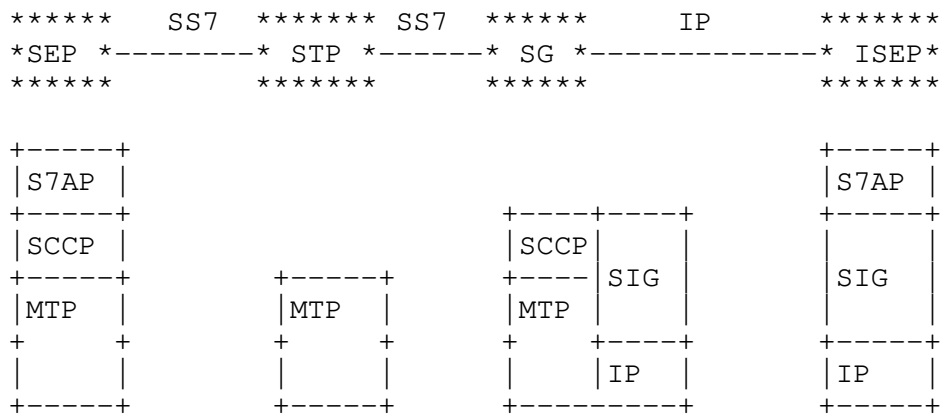 ******    SS7  ******* SS7  ******     IP       *******
*SEP *--------* STP *------* SG *-------------* ISEP*
******        *******      ******               *******

+-----+                                         +-----+
|S7AP |                                         |S7AP |
+-----+                      +----+----+        +-----+
|SCCP |                      |SCCP|    |        |     |
+-----+         +-----+      +----|SIG |        |SIG  |
|MTP  |         |MTP  |      |MTP |    |        |     |
+     +         +     +      +    +----+        +-----+
|     |         |     |      |    |IP  |        |IP   |
+-----+         +-----+      +---------+        +-----+